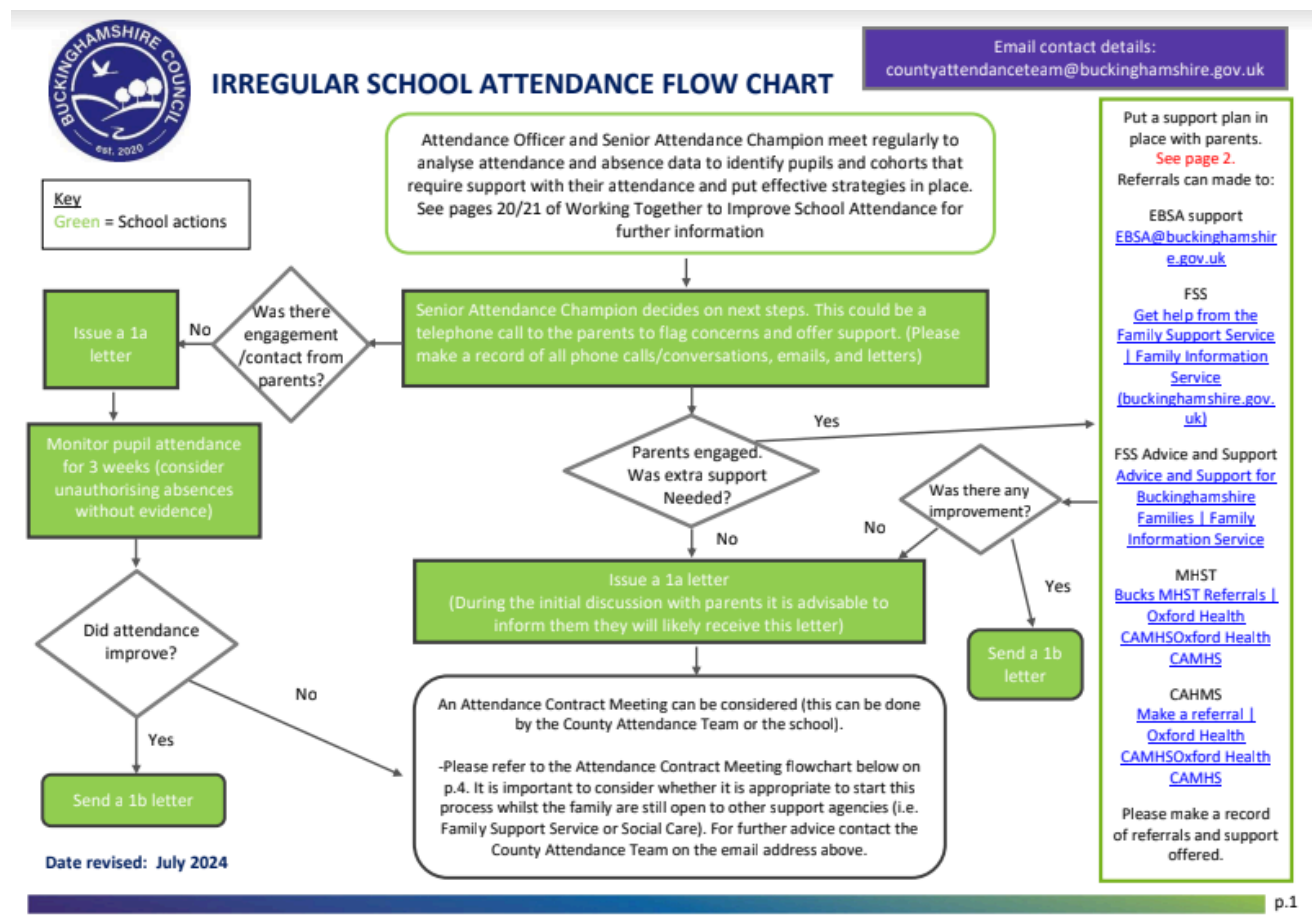 BUCKINGHAMSHIRE COUNCIL
est. 2020
IRREGULAR SCHOOL ATTENDANCE FLOW CHART
Email contact details:
countyattendanceteam@buckinghamshire.gov.uk
Key
Green = School actions
Attendance Officer and Senior Attendance Champion meet regularly to
analyse attendance and absence data to identify pupils and cohorts that
require support with their attendance and put effective strategies in place.
See pages 20/21 of Working Together to Improve School Attendance for
further information
Senior Attendance Champion decides on next steps. This could be a
telephone call to the parents to flag concerns and offer support. (Please
make a record of all phone calls/conversations, emails, and letters)
Was there
engagement
/contact from
parents?
No
Issue a 1a
letter
Monitor pupil attendance
for 3 weeks (consider
unauthorising absences
without evidence)
Did attendance
improve?
No
Yes
Send a 1b letter
Parents engaged.
Was extra support
Needed?
Yes
No
Issue a 1a letter
(During the initial discussion with parents it is advisable to
inform them they will likely receive this letter)
An Attendance Contract Meeting can be considered (this can be done
by the County Attendance Team or the school).
-Please refer to the Attendance Contract Meeting flowchart below on
p.4. It is important to consider whether it is appropriate to start this
process whilst the family are still open to other support agencies (i.e.
Family Support Service or Social Care). For further advice contact the
County Attendance Team on the email address above.
Was there any
improvement?
No
Yes
Send a 1b
letter
Put a support plan in
place with parents.
See page 2.
Referrals can made to:
EBSA support
EBSA@buckinghamshir
e.gov.uk
FSS
Get help from the
Family Support Service
| Family Information
Service
(buckinghamshire.gov.
uk)
FSS Advice and Support
Advice and Support for
Buckinghamshire
Families | Family
Information Service
MHST
Bucks MHST Referrals |
Oxford Health
CAMHSOxford Health
CAMHS
CAHMS
Make a referral |
Oxford Health
CAMHSOxford Health
CAMHS
Please make a record
of referrals and support
offered.
Date revised: July 2024
p.1